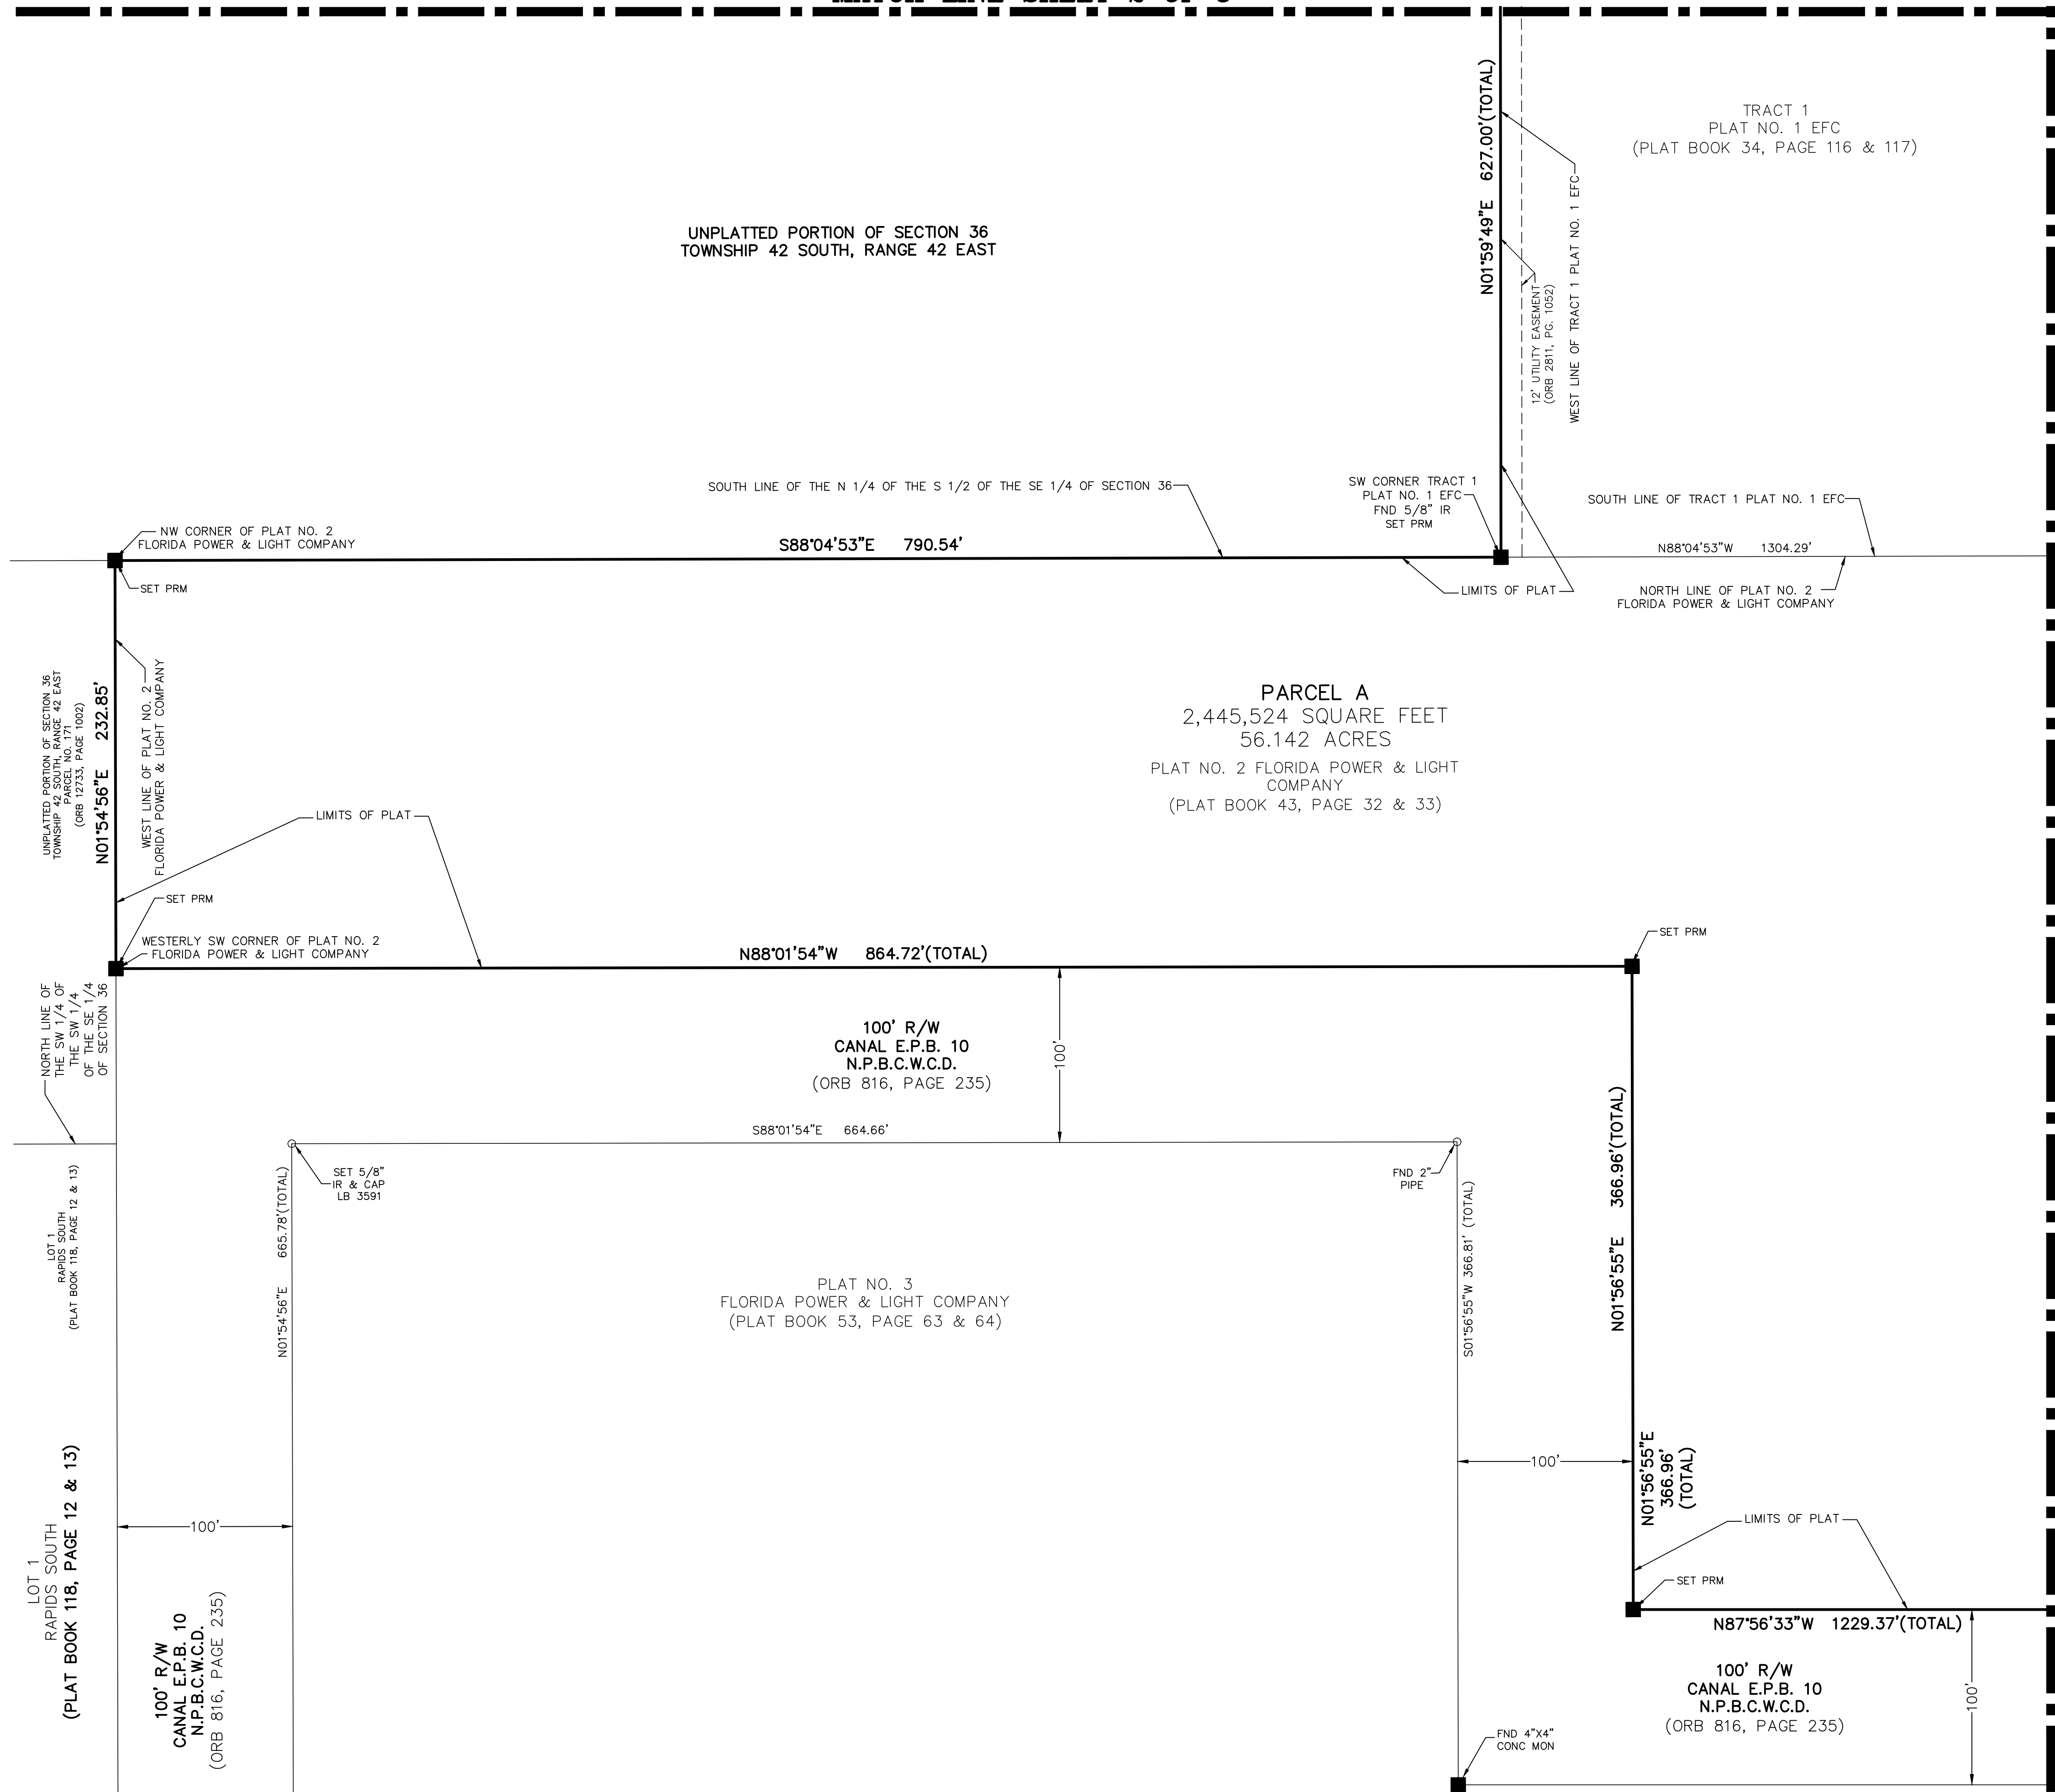 TRACT 1
PLAT NO. 1 EFC
(PLAT BOOK 34, PAGE 116 & 117)
N01°59'49"E 627.00'(TOTAL)
WEST LINE OF TRACT 1 PLAT NO. 1 EFC
12' UTILITY EASEMENT
(ORB 2811, PG. 1052)
UNPLATTED PORTION OF SECTION 36
TOWNSHIP 42 SOUTH, RANGE 42 EAST
SOUTH LINE OF THE N 1/4 OF THE S 1/2 OF THE SE 1/4 OF SECTION 36
SW CORNER TRACT 1
PLAT NO. 1 EFC
FND 5/8" IR
SET PRM
SOUTH LINE OF TRACT 1 PLAT NO. 1 EFC
NW CORNER OF PLAT NO. 2
FLORIDA POWER & LIGHT COMPANY
S88°04'53"E 790.54'
N88°04'53"W 1304.29'
SET PRM
LIMITS OF PLAT
NORTH LINE OF PLAT NO. 2
FLORIDA POWER & LIGHT COMPANY
UNPLATTED PORTION OF SECTION 36
TOWNSHIP 42 SOUTH, RANGE 42 EAST
PARCEL NO. 171
(ORB 12733, PAGE 1002)
N01°54'56"E 232.85'
WEST LINE OF PLAT NO. 2
FLORIDA POWER & LIGHT COMPANY
PARCEL A
2,445,524 SQUARE FEET
56.142 ACRES
PLAT NO. 2 FLORIDA POWER & LIGHT
COMPANY
(PLAT BOOK 43, PAGE 32 & 33)
LIMITS OF PLAT
SET PRM
WESTERLY SW CORNER OF PLAT NO. 2
FLORIDA POWER & LIGHT COMPANY
N88°01'54"W 864.72'(TOTAL)
SET PRM
NORTH LINE OF
THE SW 1/4 OF
THE SW 1/4
OF THE SE 1/4
OF SECTION 36
100' R/W
CANAL E.P.B. 10
N.P.B.C.W.C.D.
(ORB 816, PAGE 235)
100'
S88°01'54"E 664.66'
SET 5/8"
IR & CAP
LB 3591
FND 2"
PIPE
LOT 1
RAPIDS SOUTH
(PLAT BOOK 118, PAGE 12 & 13)
N01°54'56"E 665.78'(TOTAL)
S01°56'55"W 366.81' (TOTAL)
N01°56'55"E 366.96'(TOTAL)
PLAT NO. 3
FLORIDA POWER & LIGHT COMPANY
(PLAT BOOK 53, PAGE 63 & 64)
N01°56'55"E
366.96'
(TOTAL)
100'
100'
LIMITS OF PLAT
SET PRM
LOT 1
RAPIDS SOUTH
(PLAT BOOK 118, PAGE 12 & 13)
100' R/W
CANAL E.P.B. 10
N.P.B.C.W.C.D.
(ORB 816, PAGE 235)
N87°56'33"W 1229.37'(TOTAL)
100' R/W
CANAL E.P.B. 10
N.P.B.C.W.C.D.
(ORB 816, PAGE 235)
100'
FND 4"X4"
CONC MON